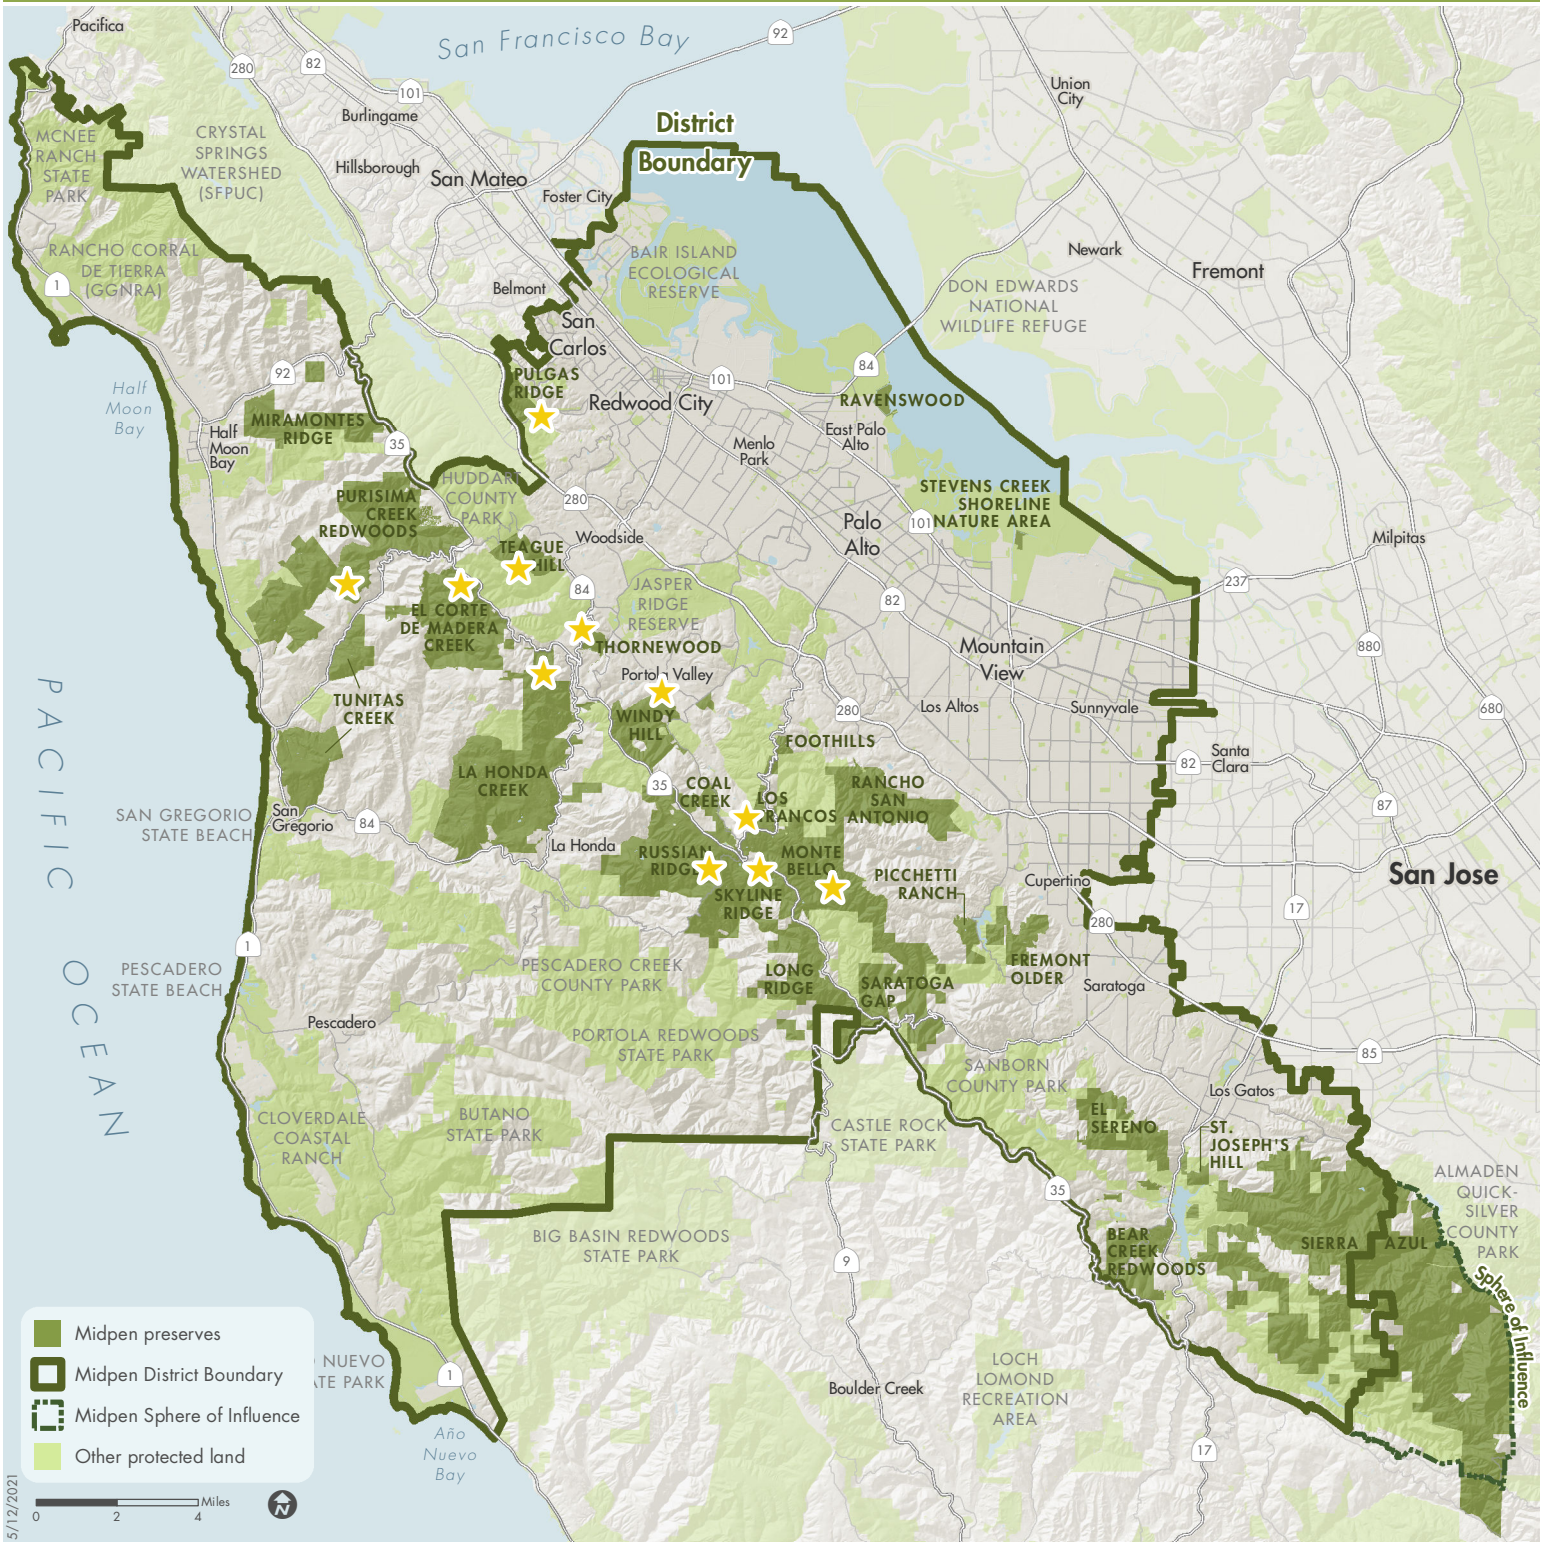 Pacifica
San Francisco Bay
92
82
280
101
Union
City
Burlingame
District
Boundary
MCNEE
RANCH
STATE
PARK
CRYSTAL
SPRINGS
WATERSHED
(SFPUC)
Hillsborough
San Mateo
Foster City
RANCHO CORRAL
DE TIERRA
(GGNRA)
1
BAIR ISLAND
ECOLOGICAL
RESERVE
Newark
Fremont
Belmont
DON EDWARDS
NATIONAL
WILDLIFE REFUGE
San
Carlos
92
PULGAS
RIDGE
101
84
Half
Moon
Bay
RAVENSWOOD
Redwood City
MIRAMONTES
RIDGE
Half
Moon
Bay
35
Menlo
Park
East Palo
Alto
HUDDART
COUNTY
PARK
280
PURISIMA
CREEK
REDWOODS
STEVENS CREEK
SHORELINE
NATURE AREA
101
Palo
Alto
Woodside
Milpitas
TEAGUE
HILL
84
JASPER
RIDGE
RESERVE
82
237
EL CORTE
DE MADERA
CREEK
THORNEWOOD
Mountain
View
880
Portola Valley
PACIFIC
OCEAN
TUNITAS
CREEK
WINDY
HILL
280
Los Altos
Sunnyvale
680
FOOTHILLS
82
Santa
Clara
LA HONDA
CREEK
35
COAL
CREEK
LOS
TRANCOS
RANCHO
SAN
ANTONIO
87
SAN GREGORIO
STATE BEACH
San
Gregorio
84
La Honda
RUSSIAN
RIDGE
MONTE
BELLO
PICCHETTI
RANCH
Cupertino
San Jose
SKYLINE
RIDGE
17
280
1
PESCADERO
STATE BEACH
PESCADERO CREEK
COUNTY PARK
LONG
RIDGE
SARATOGA
GAP
FREMONT
OLDER
Saratoga
Pescadero
PORTOLA REDWOODS
STATE PARK
85
SANBORN
COUNTY PARK
Los Gatos
CLOVERDALE
COASTAL
RANCH
BUTANO
STATE PARK
CASTLE ROCK
STATE PARK
EL
SERENO
ST.
JOSEPH'S
HILL
35
ALMADEN
QUICK-
SILVER
COUNTY
PARK
BIG BASIN REDWOODS
STATE PARK
9
BEAR
CREEK
REDWOODS
SIERRA AZUL
Sphere of Influence
Midpen preserves
Midpen District Boundary
Midpen Sphere of Influence
Other protected land
NUEVO
PARK
1
Boulder Creek
LOCH
LOMOND
RECREATION
AREA
Año
Nuevo
Bay
17
5/12/2021
0 2 4 Miles
N